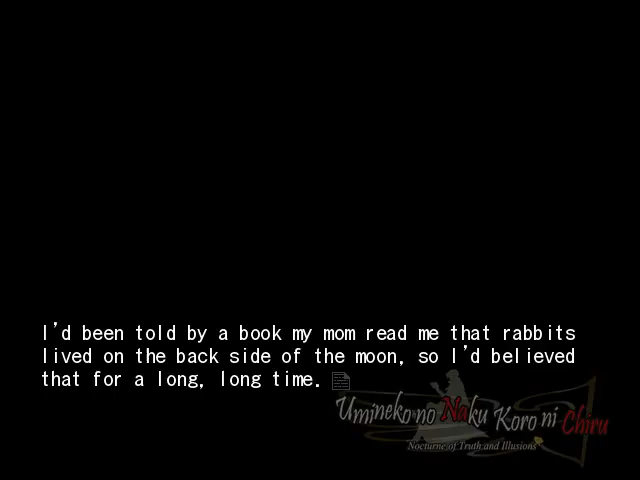 I'd been told by a book my mom read me that rabbits
lived on the back side of the moon, so I'd believed
that for a long, long time.
Umineko no Naku Koro ni Chiru
Nocturne of Truth and Illusions